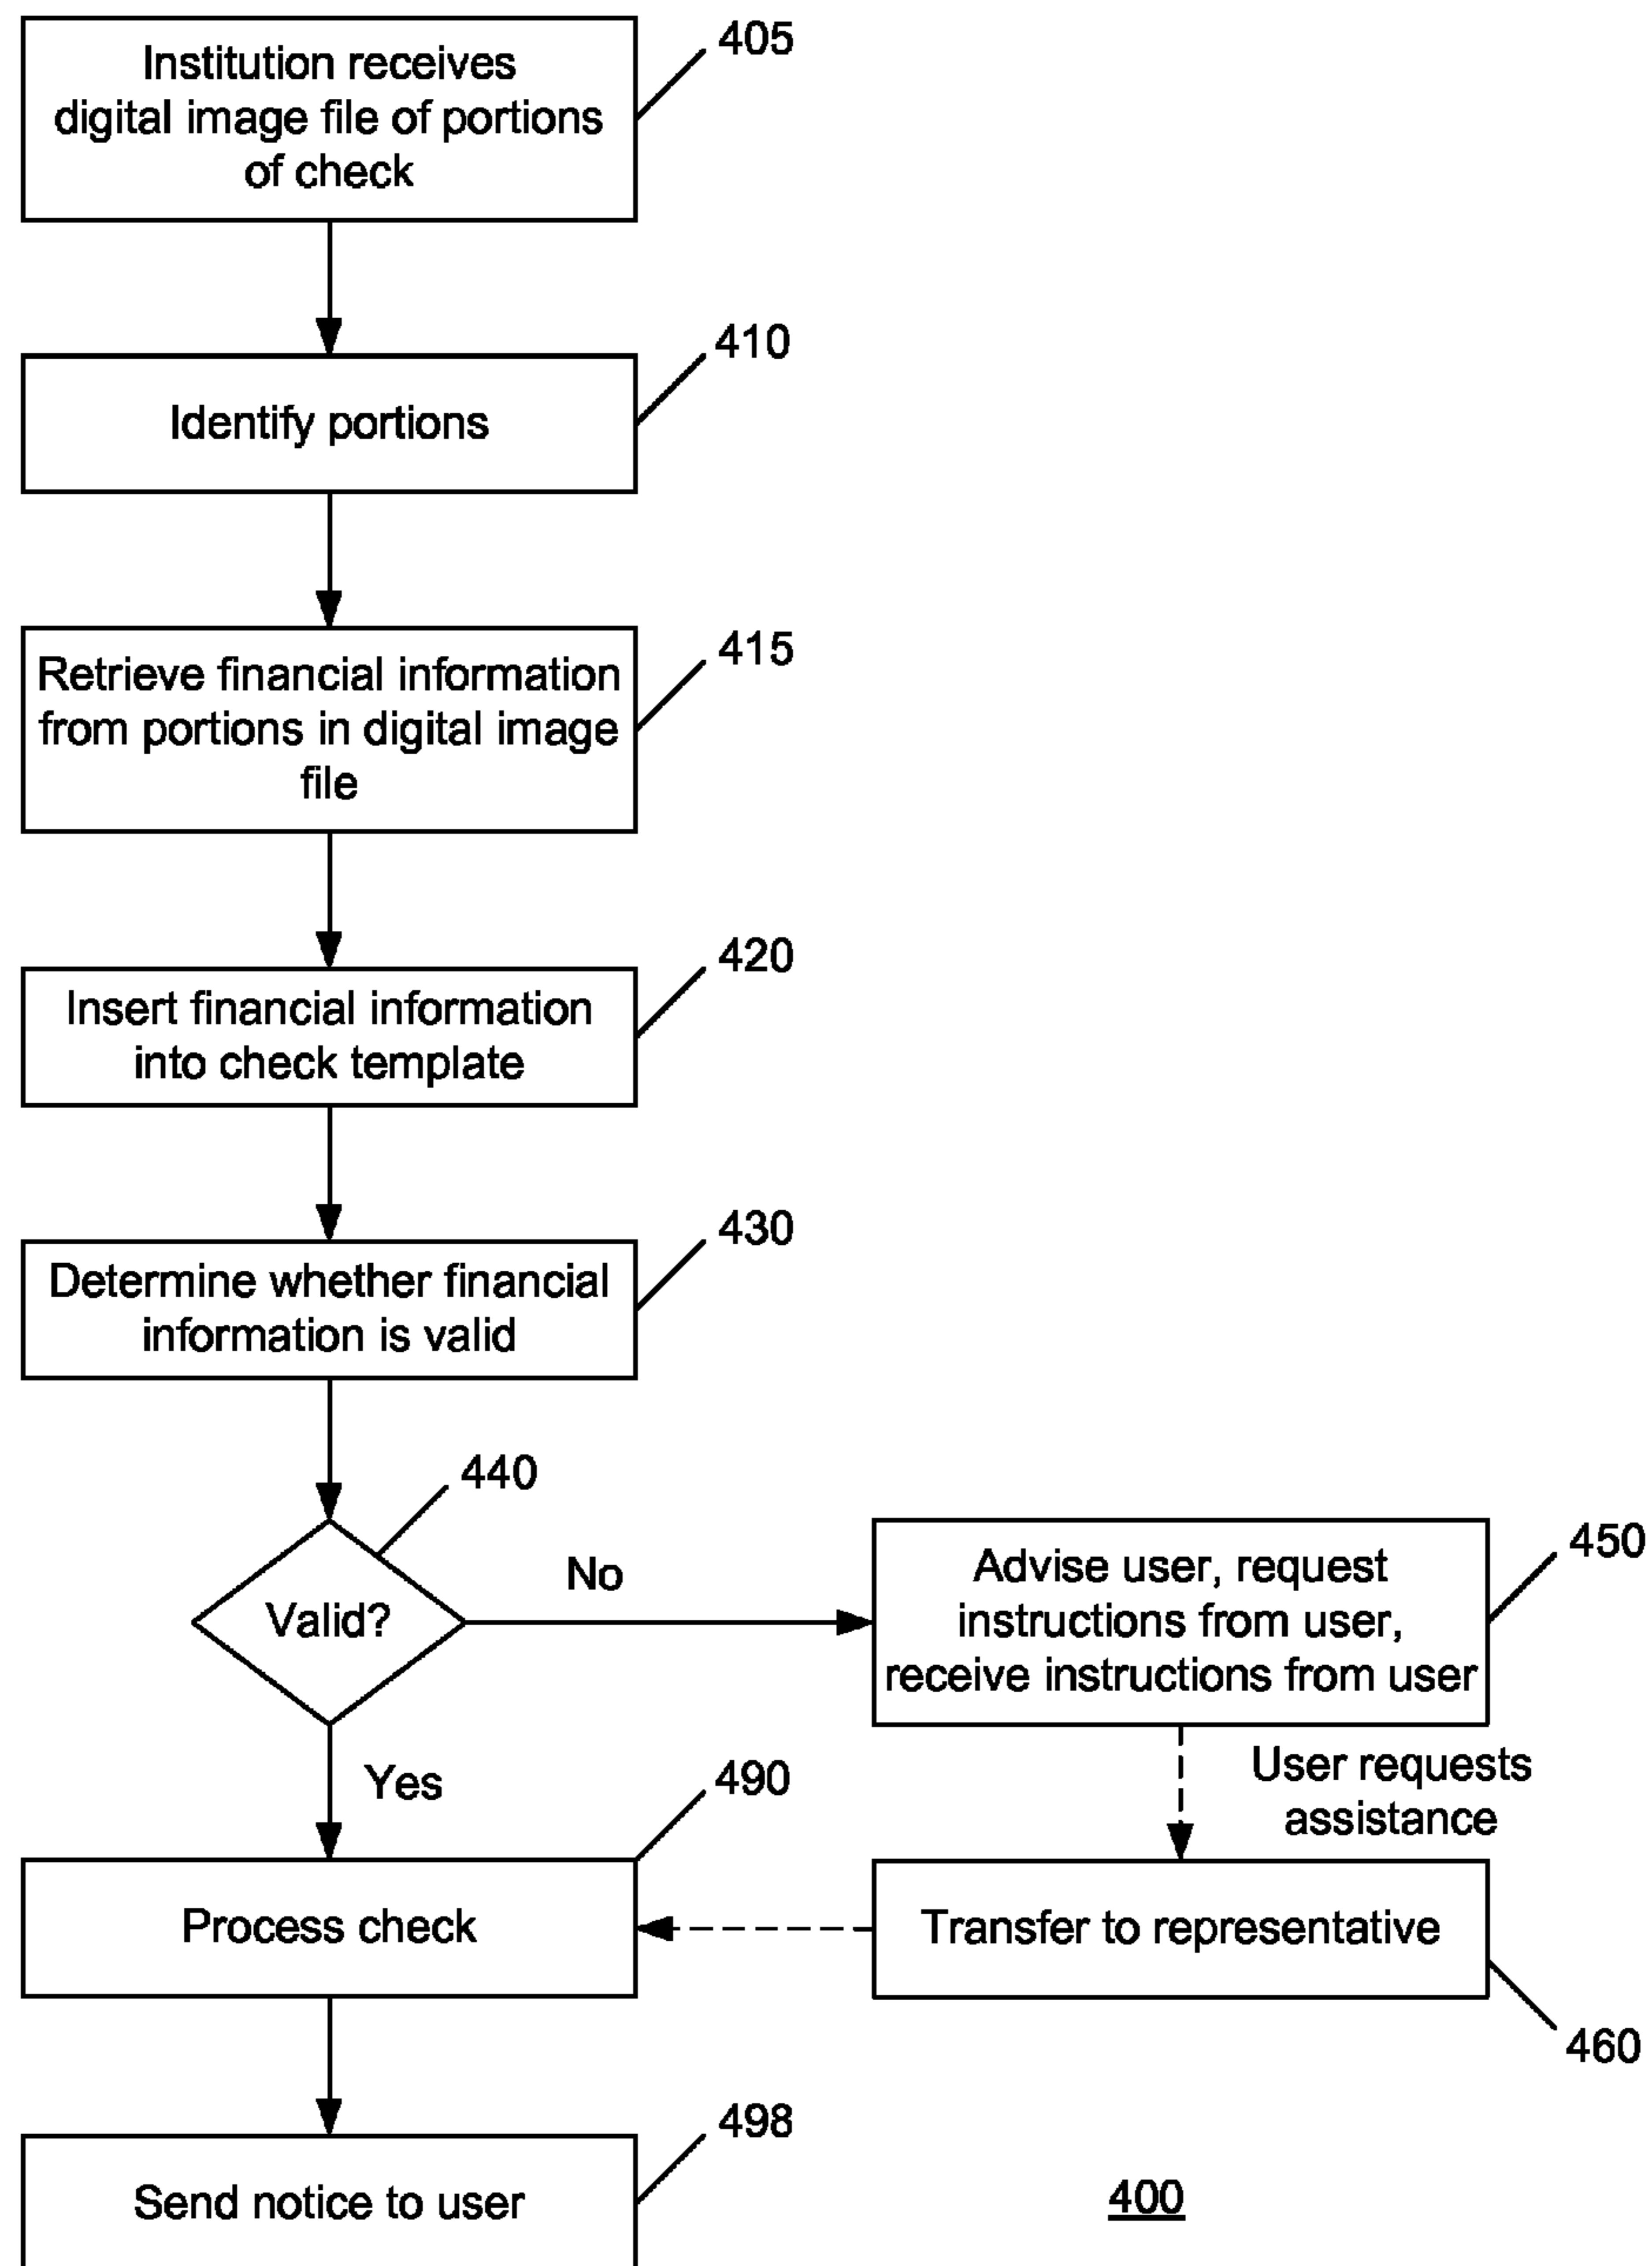 Institution receives
digital image file of portions
of check
405
Identify portions
410
Retrieve financial information
from portions in digital image
file
415
Insert financial information
into check template
420
Determine whether financial
information is valid
430
440
Valid?
No
Advise user, request
instructions from user,
receive instructions from user
450
Yes
User requests
assistance
490
Process check
Transfer to representative
460
498
Send notice to user
400